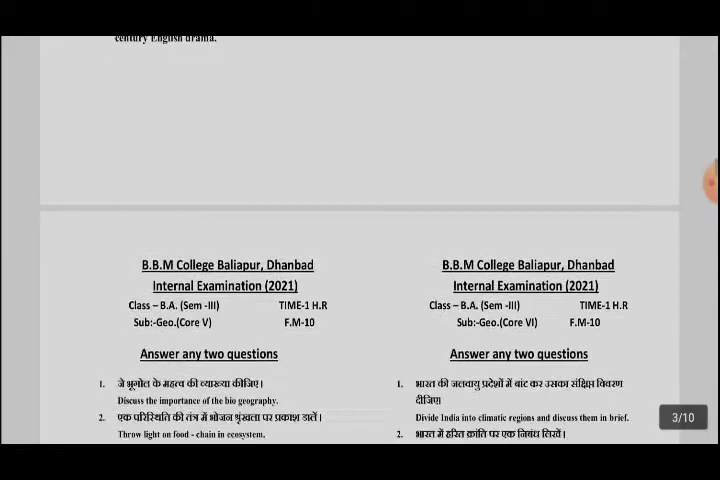 century English drama.
B.B.M College Baliapur, Dhanbad
Internal Examination (2021)
Class – B.A. (Sem -III) TIME-1 H.R
Sub:-Geo.(Core V) F.M-10
Answer any two questions
1. जे भूगोल के महत्व की व्याख्या कीजिए।
Discuss the importance of the bio geography.
2. एक परिस्थिति की तंत्र में भोजन श्रृंखला पर प्रकाश डालें।
Throw light on food - chain in ecosystem.
B.B.M College Baliapur, Dhanbad
Internal Examination (2021)
Class – B.A. (Sem -III) TIME-1 H.R
Sub:-Geo.(Core VI) F.M-10
Answer any two questions
1. भारत की जलवायु प्रदेशों में बांट कर उसका संक्षिप्त विवरण
दीजिए।
Divide India into climatic regions and discuss them in brief.
2. भारत में हरित क्रांति पर एक निबंध लिखें।
3/10